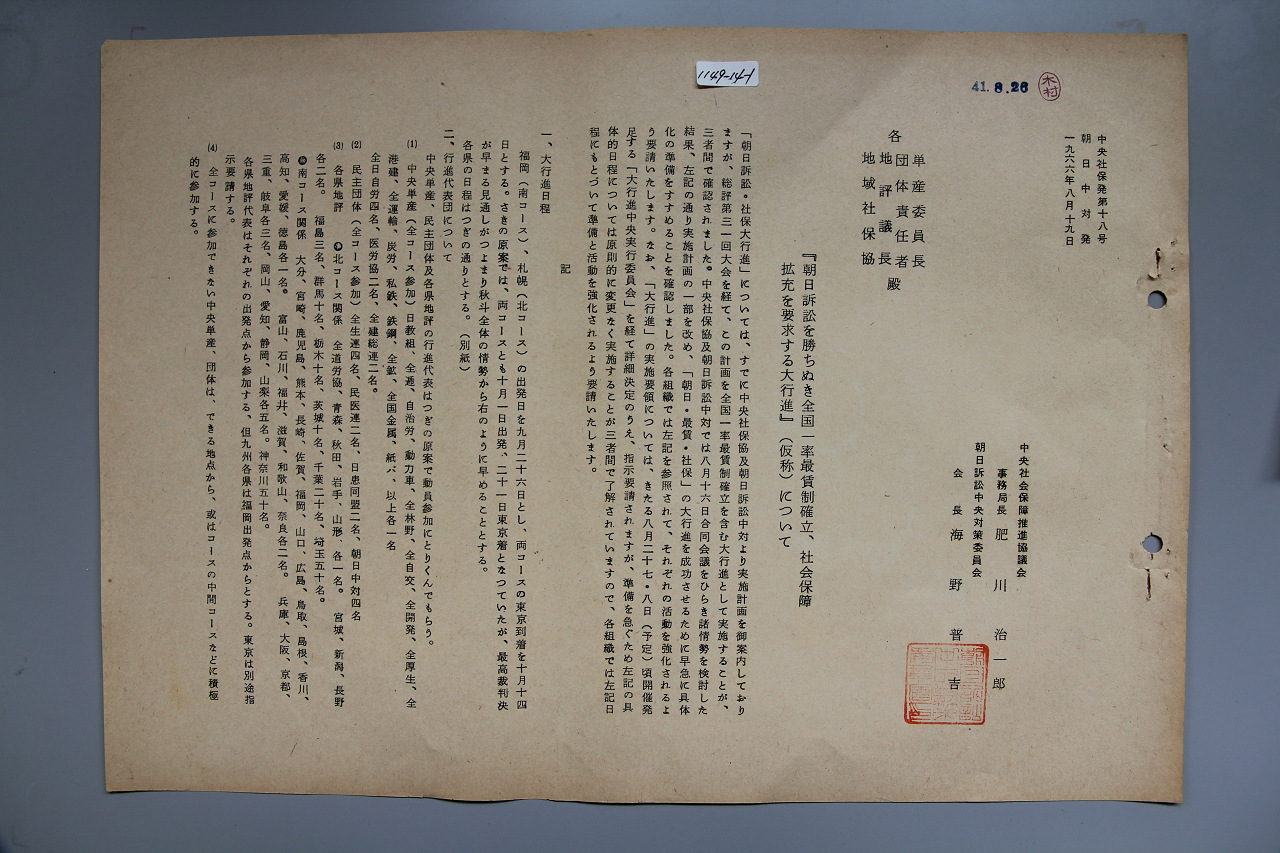 1149-14-1
41. 8. 26
木村
中央社保発第十八号
朝日中対発
一九六六年八月十九日
中央社会保障推進協議会
事務局長 肥川治一郎
朝日訴訟中央対策委員会
会長 海野普吉
各
単産委員長
団体責任者
地評議長
地域社保協
殿
『朝日訴訟を勝ちぬき全国一率最賃制確立、社会保障
拡充を要求する大行進』（仮称）について
「朝日訴訟・社保大行進」については、すでに中央社保協及朝日訴訟中対より実施計画を御案内しており
ますが、総評第三一回大会を経て、この計画を全国一率最賃制確立を含む大行進として実施することが、
三者間で確認されました。中央社保協及朝日訴訟中対では八月十六日合同会議をひらき諸情勢を検討した
結果、左記の通り実施計画の一部を改め、「朝日・最賃・社保」の大行進を成功させるために早急に具体
化の準備をすすめることを確認しました。各組織では左記を参照されて、それぞれの活動を強化されるよ
う要請いたします。なお、「大行進」の実施要領については、きたる八月二十七・八日（予定）頃開催発
足する「大行進中央実行委員会」を経て詳細決定のうえ、指示要請されますが、準備を急ぐため左記の具
体的日程については原則的に変更なく実施することが三者間で了解されていますので、各組織では左記日
程にもとづいて準備と活動を強化されるよう要請いたします。
記
一、大行進日程
福岡（南コース）、札幌（北コース）の出発日を九月二十六日とし、両コースの東京到着を十月十四
日とする。さきの原案では、両コースとも十月一日出発、二十一日東京着となつていたが、最高裁判決
が早まる見通しがつよまり秋斗全体の情勢から右のように早めることとする。
各県の日程はつぎの通りとする。（別紙）
二、行進代表団について
中央単産、民主団体及各県地評の行進代表はつぎの原案で動員参加にとりくんでもらう。
(1) 中央単産（全コース参加）日教組、全逓、自治労、動力車、全林野、全自交、全開発、全厚生、全
港建、全運輸、炭労、私鉄、鉄鋼、全鉱、全国金属、紙パ、以上各一名
全日自労四名、医労協二名、全建総連二名。
(2) 民主団体（全コース参加）全生連四名、民医連二名、日患同盟二名、朝日中対四名
(3) 各県地評 北コース関係 全道労協、青森、秋田、岩手、山形、各一名。 宮城、新潟、長野
各二名。 福島三名、群馬十名、栃木十名、茨城十名、千葉二十名、埼玉五十名。
南コース関係 大分、宮崎、鹿児島、熊本、長崎、佐賀、福岡、山口、広島、鳥取、島根、香川、
高知、愛媛、徳島各一名。 富山、石川、福井、滋賀、和歌山、奈良各二名。 兵庫、大阪、京都、
三重、岐阜各三名、岡山、愛知、静岡、山梨各五名。神奈川五十名。
各県地評代表はそれぞれの出発点から参加する、但九州各県は福岡出発点からとする。東京は別途指
示要請する。
(4) 全コースに参加できない中央単産、団体は、できる地点から、或はコースの中間コースなどに積極
的に参加する。